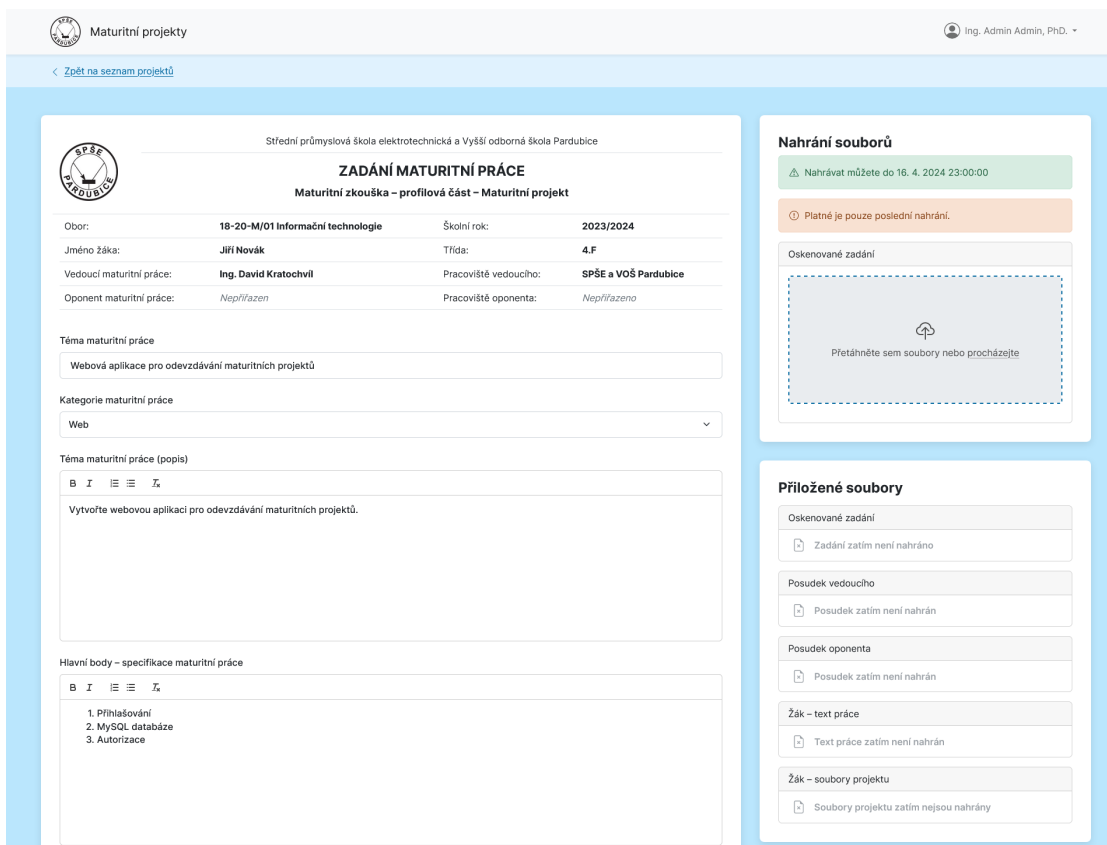 SPŠE
PARDUBICE
Maturitní projekty
Ing. Admin Admin, PhD.
Zpět na seznam projektů
SPŠE
PARDUBICE
Střední průmyslová škola elektrotechnická a Vyšší odborná škola Pardubice
ZADÁNÍ MATURITNÍ PRÁCE
Maturitní zkouška – profilová část – Maturitní projekt
Obor: 18-20-M/01 Informační technologie Školní rok: 2023/2024
Jméno žáka: Jiří Novák Třída: 4.F
Vedoucí maturitní práce: Ing. David Kratochvíl Pracoviště vedoucího: SPŠE a VOŠ Pardubice
Oponent maturitní práce: Nepřiřazen Pracoviště oponenta: Nepřiřazeno
Téma maturitní práce
Webová aplikace pro odevzdávání maturitních projektů
Kategorie maturitní práce
Web
Téma maturitní práce (popis)
B I
Vytvořte webovou aplikaci pro odevzdávání maturitních projektů.
Hlavní body – specifikace maturitní práce
B I
1. Přihlašování
2. MySQL databáze
3. Autorizace
Nahrání souborů
Nahrávat můžete do 16. 4. 2024 23:00:00
Platné je pouze poslední nahrání.
Oskenované zadání
Přetáhněte sem soubory nebo procházejte
Přiložené soubory
Oskenované zadání
Zadání zatím není nahráno
Posudek vedoucího
Posudek zatím není nahrán
Posudek oponenta
Posudek zatím není nahrán
Žák – text práce
Text práce zatím není nahrán
Žák – soubory projektu
Soubory projektu zatím nejsou nahrány